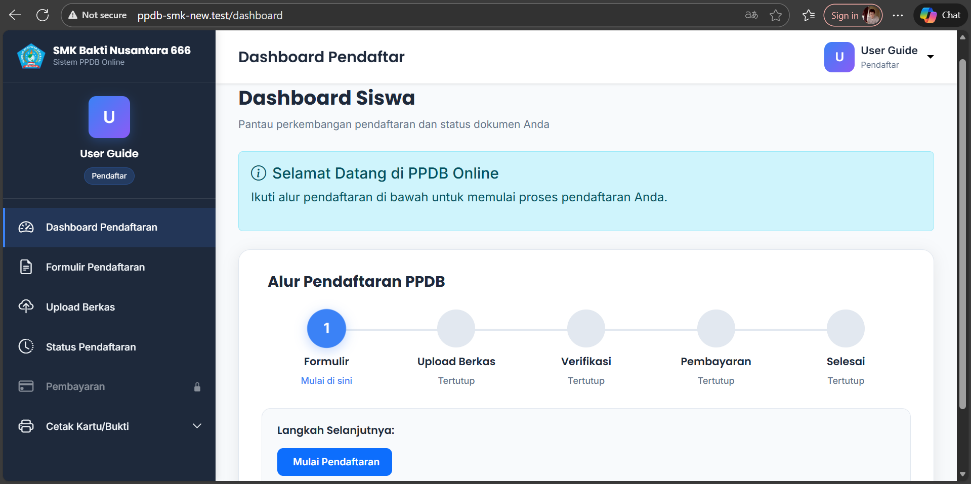 Not secure
ppdb-smk-new.test/dashboard
Sign in
Chat
SMK Bakti Nusantara 666
Sistem PPDB Online
U
User Guide
Pendaftar
Dashboard Pendaftaran
Formulir Pendaftaran
Upload Berkas
Status Pendaftaran
Pembayaran
Cetak Kartu/Bukti
Dashboard Pendaftar
U
User Guide
Pendaftar
Dashboard Siswa
Pantau perkembangan pendaftaran dan status dokumen Anda
Selamat Datang di PPDB Online
Ikuti alur pendaftaran di bawah untuk memulai proses pendaftaran Anda.
Alur Pendaftaran PPDB
1
Formulir
Mulai di sini
Upload Berkas
Tertutup
Verifikasi
Tertutup
Pembayaran
Tertutup
Selesai
Tertutup
Langkah Selanjutnya:
Mulai Pendaftaran